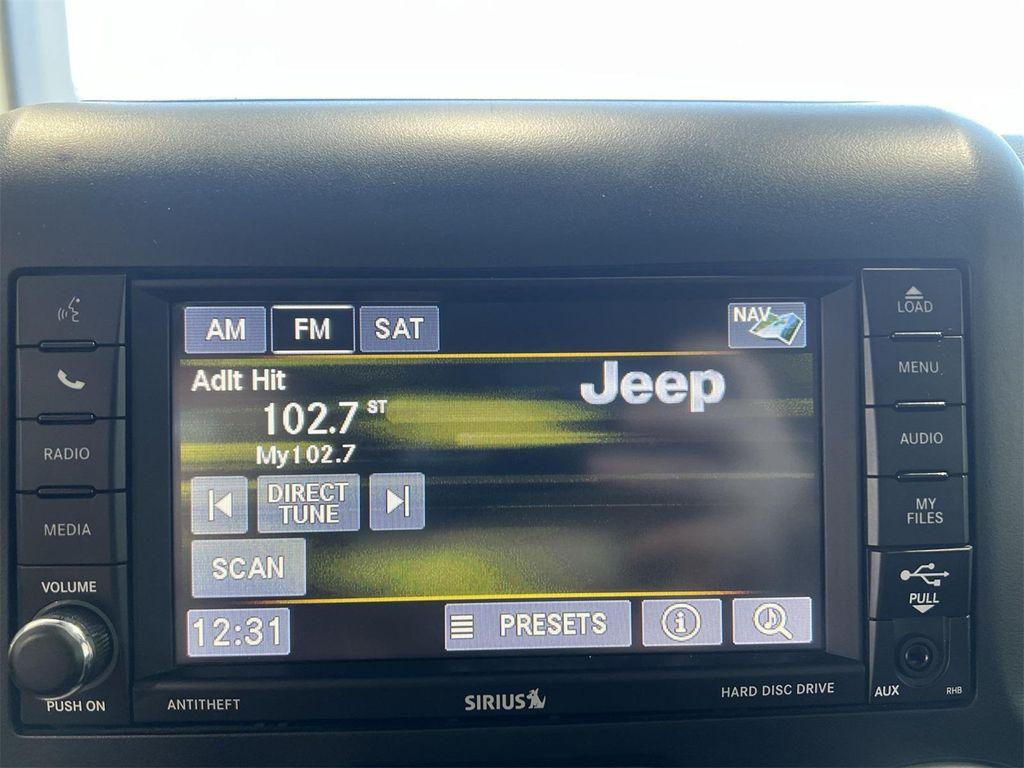 AM
FM
SAT
NAV
Adlt Hit
Jeep
102.7 ST
My102.7
DIRECT
TUNE
SCAN
12:31
PRESETS
RADIO
MEDIA
VOLUME
PUSH ON
LOAD
MENU
AUDIO
MY
FILES
PULL
AUX
RHB
ANTITHEFT
SIRIUS
HARD DISC DRIVE